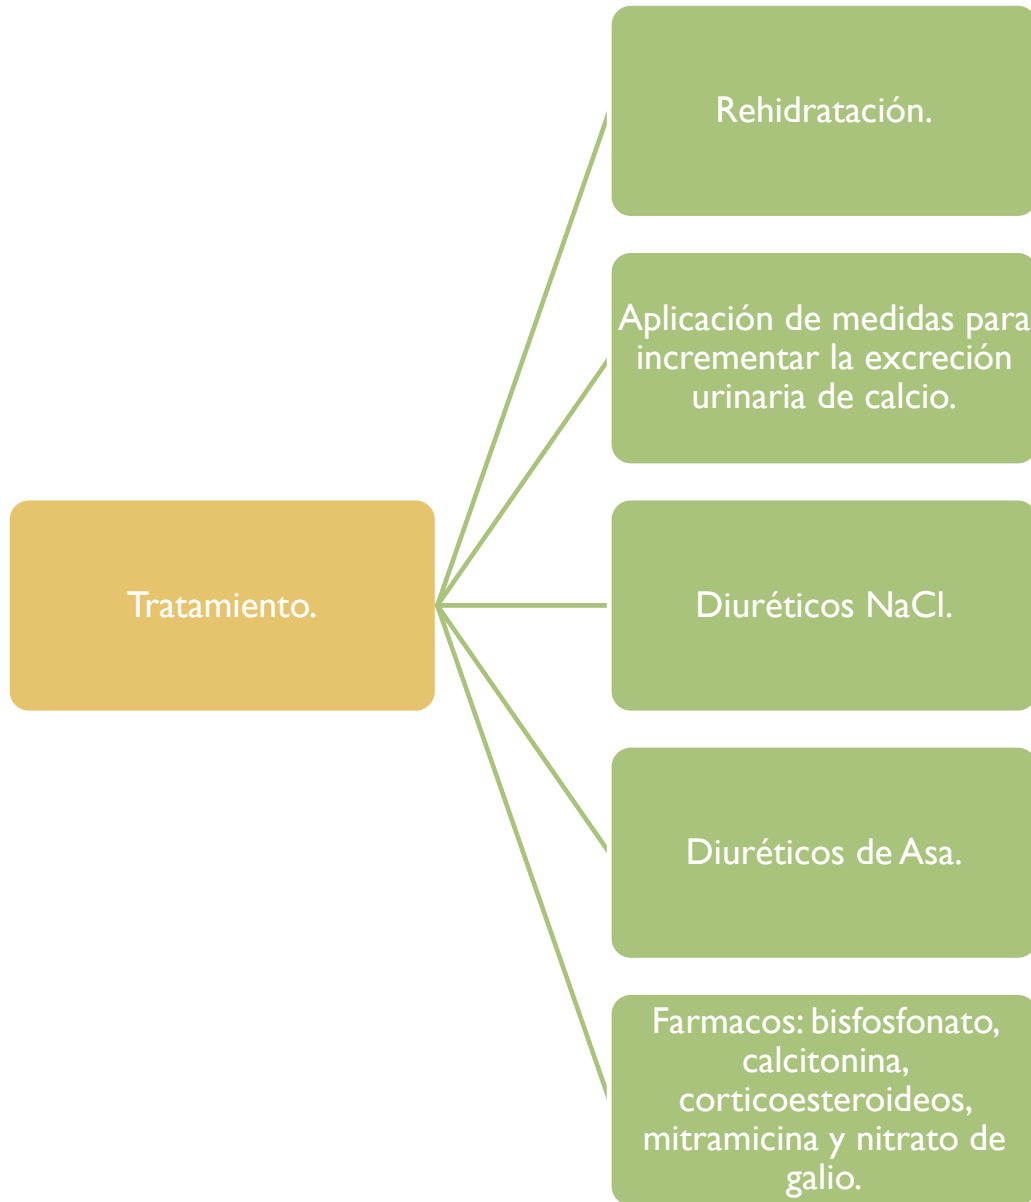 Rehidratación.
Aplicación de medidas para
incrementar la excreción
urinaria de calcio.
Tratamiento.
Diuréticos NaCl.
Diuréticos de Asa.
Farmacos: bisfosfonato,
calcitonina,
corticoesteroideos,
mitramicina y nitrato de
galio.